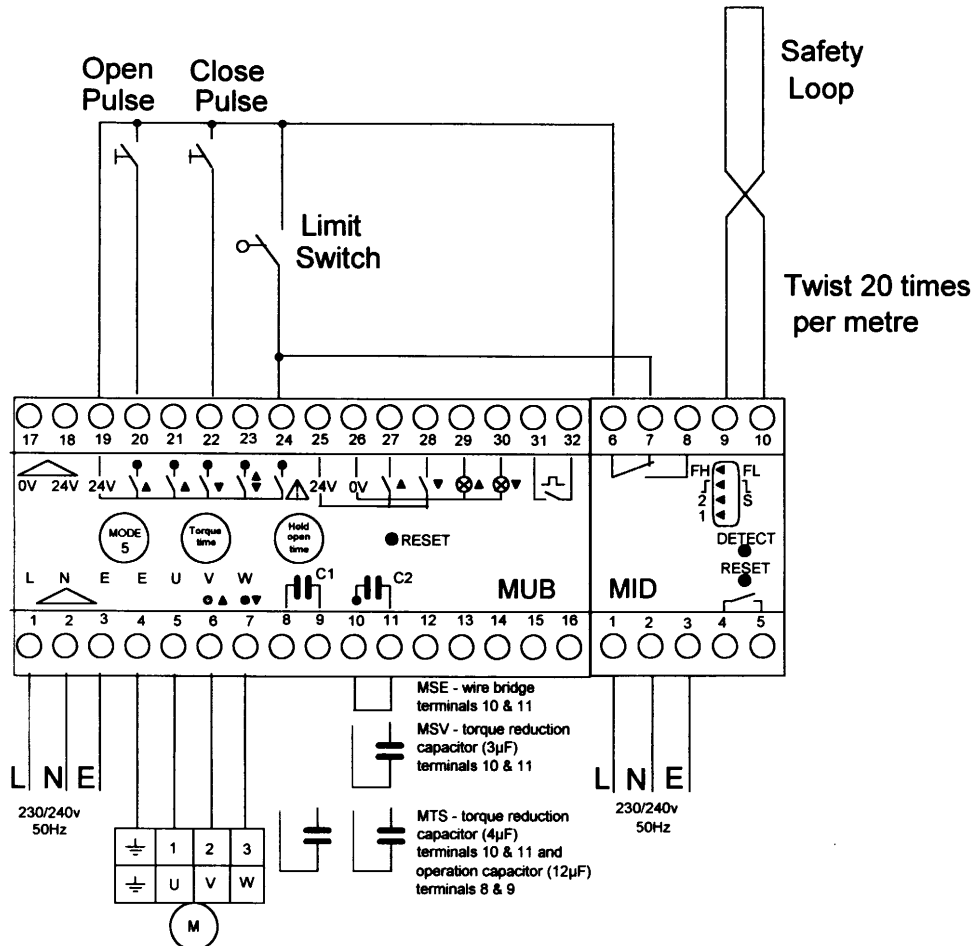 Open
Pulse
Close
Pulse
Safety
Loop
Limit
Switch
Twist 20 times
per metre
17 18 19 20 21 22 23 24 25 26 27 28 29 30 31 32
6 7 8 9 10
0V 24V 24V 24V 0V
FH FL
2 S
1
MODE
5
Torque
time
Hold
open
time
RESET
DETECT
RESET
L N E E U V W
C1 C2
MUB
MID
1 2 3 4 5 6 7 8 9 10 11 12 13 14 15 16
1 2 3 4 5
MSE - wire bridge
terminals 10 & 11
MSV - torque reduction
capacitor (3µF)
terminals 10 & 11
MTS - torque reduction
capacitor (4µF)
terminals 10 & 11 and
operation capacitor (12µF)
terminals 8 & 9
L N E
230/240v
50Hz
L N E
230/240v
50Hz
1 2 3
U V W
M